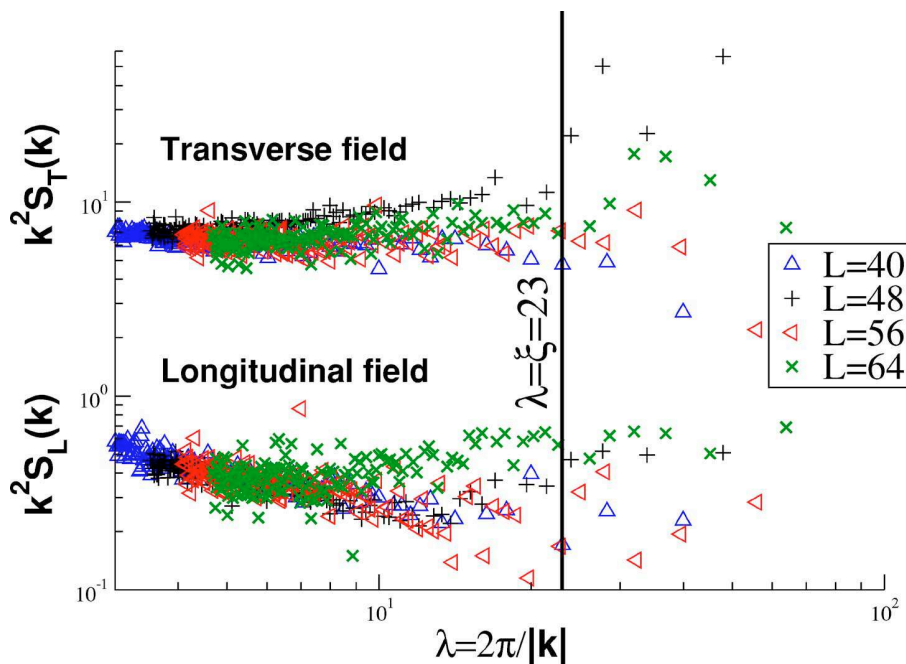 k²S_T(k)
10¹
Transverse field
L=40
L=48
L=56
L=64
λ=ξ=23
Longitudinal field
k²S_L(k)
10⁰
10⁻¹
10¹
10²
λ=2π/|k|